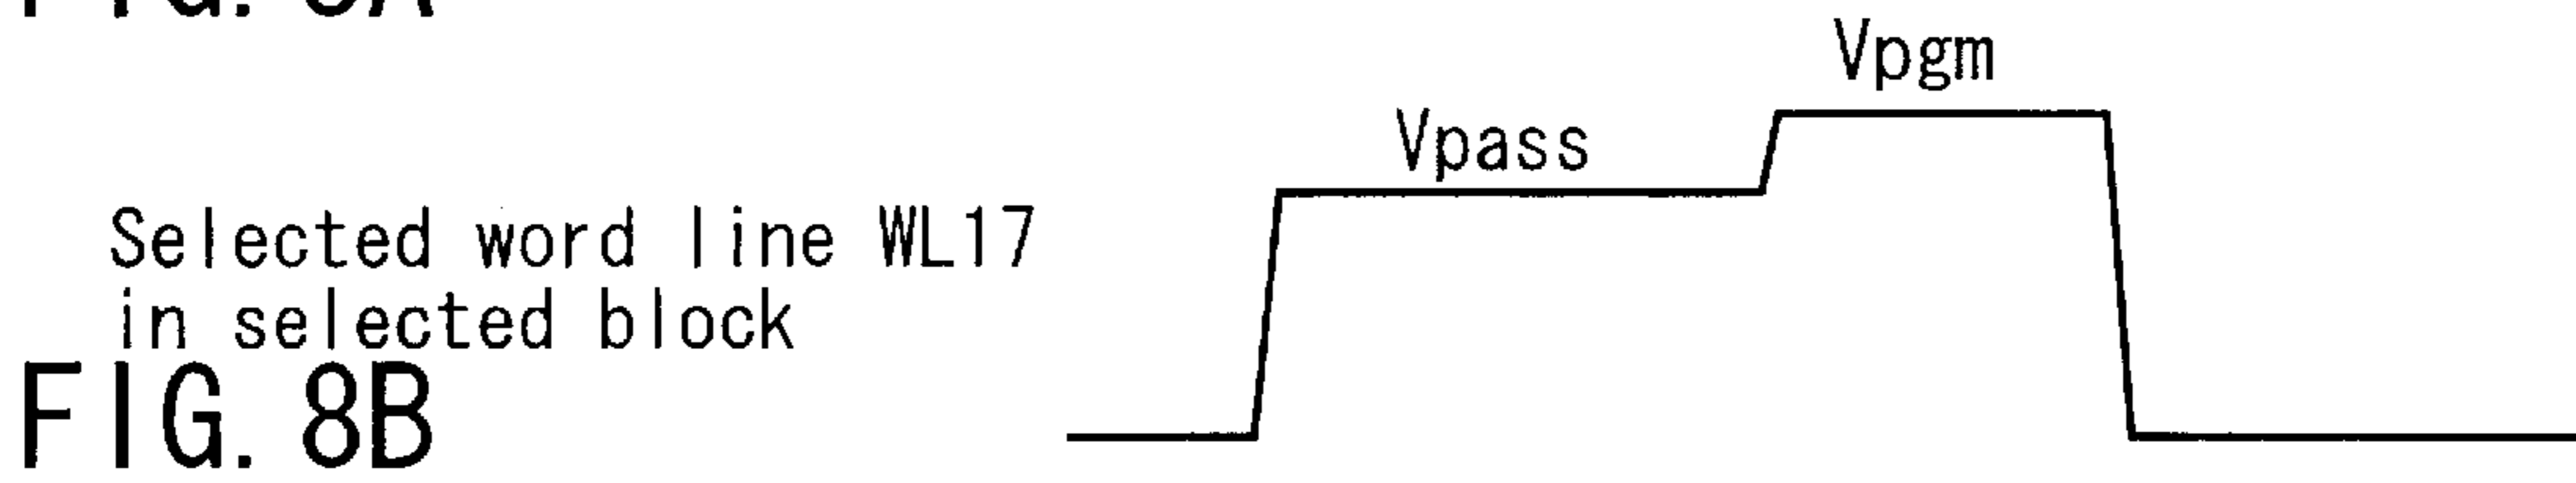 Vpgm
Vpass
Selected word line WL17
in selected block
FIG. 8B